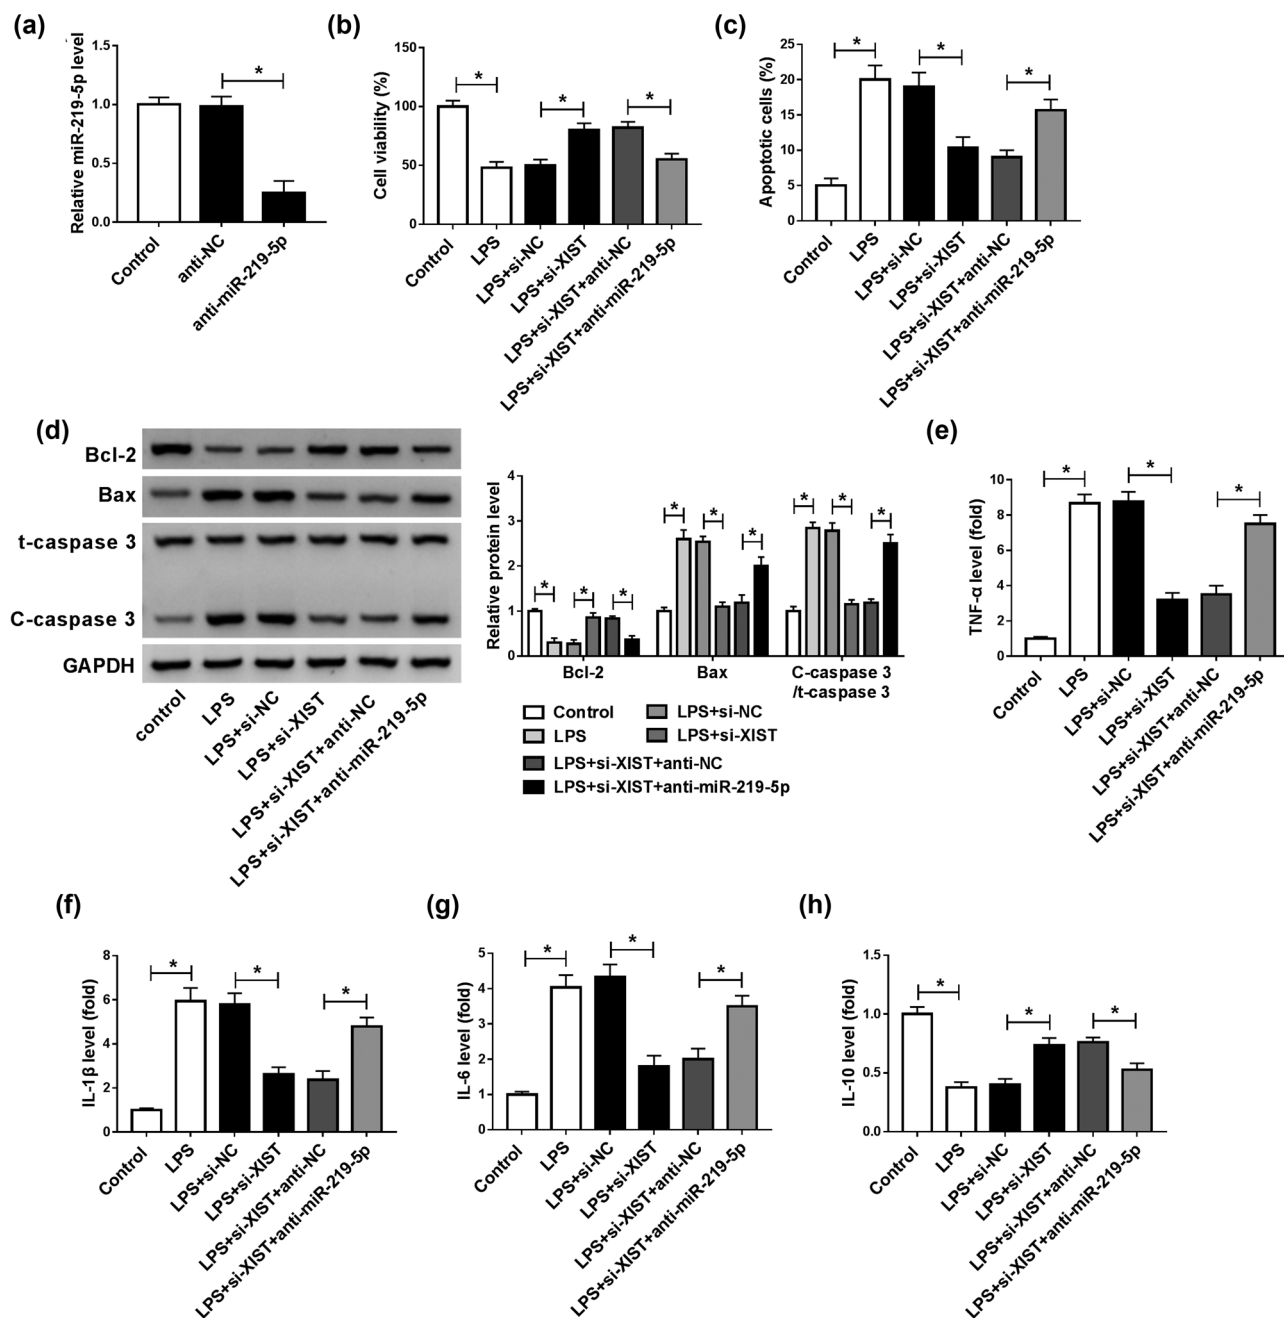 (a)
Relative miR-219-5p level
1.5
1.0
0.5
0.0
*
Control
anti-NC
anti-miR-219-5p
(b)
Cell viability (%)
150
100
50
0
*
*
*
Control
LPS
LPS+si-NC
LPS+si-XIST
LPS+si-XIST+anti-NC
LPS+si-XIST+anti-miR-219-5p
(c)
Apoptotic cells (%)
25
20
15
10
5
0
*
*
*
Control
LPS
LPS+si-NC
LPS+si-XIST
LPS+si-XIST+anti-NC
LPS+si-XIST+anti-miR-219-5p
(d)
Bcl-2
Bax
t-caspase 3
C-caspase 3
GAPDH
control
LPS
LPS+si-NC
LPS+si-XIST
LPS+si-XIST+anti-NC
LPS+si-XIST+anti-miR-219-5p
Relative protein level
4
3
2
1
0
*
*
*
*
*
*
*
*
*
Bcl-2
Bax
C-caspase 3
/t-caspase 3
Control
LPS
LPS+si-NC
LPS+si-XIST
LPS+si-XIST+anti-NC
LPS+si-XIST+anti-miR-219-5p
(e)
TNF-α level (fold)
10
8
6
4
2
0
*
*
*
Control
LPS
LPS+si-NC
LPS+si-XIST
LPS+si-XIST+anti-NC
LPS+si-XIST+anti-miR-219-5p
(f)
IL-1β level (fold)
8
6
4
2
0
*
*
*
Control
LPS
LPS+si-NC
LPS+si-XIST
LPS+si-XIST+anti-NC
LPS+si-XIST+anti-miR-219-5p
(g)
IL-6 level (fold)
5
4
3
2
1
0
*
*
*
Control
LPS
LPS+si-NC
LPS+si-XIST
LPS+si-XIST+anti-NC
LPS+si-XIST+anti-miR-219-5p
(h)
IL-10 level (fold)
1.5
1.0
0.5
0.0
*
*
*
Control
LPS
LPS+si-NC
LPS+si-XIST
LPS+si-XIST+anti-NC
LPS+si-XIST+anti-miR-219-5p